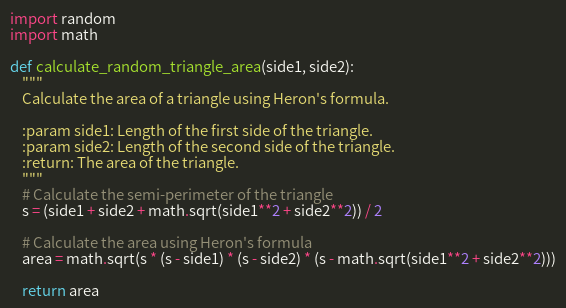 import random
import math

def calculate_random_triangle_area(side1, side2):
    """
    Calculate the area of a triangle using Heron's formula.

    :param side1: Length of the first side of the triangle.
    :param side2: Length of the second side of the triangle.
    :return: The area of the triangle.
    """
    # Calculate the semi-perimeter of the triangle
    s = (side1 + side2 + math.sqrt(side1**2 + side2**2)) / 2

    # Calculate the area using Heron's formula
    area = math.sqrt(s * (s - side1) * (s - side2) * (s - math.sqrt(side1**2 + side2**2)))

    return area